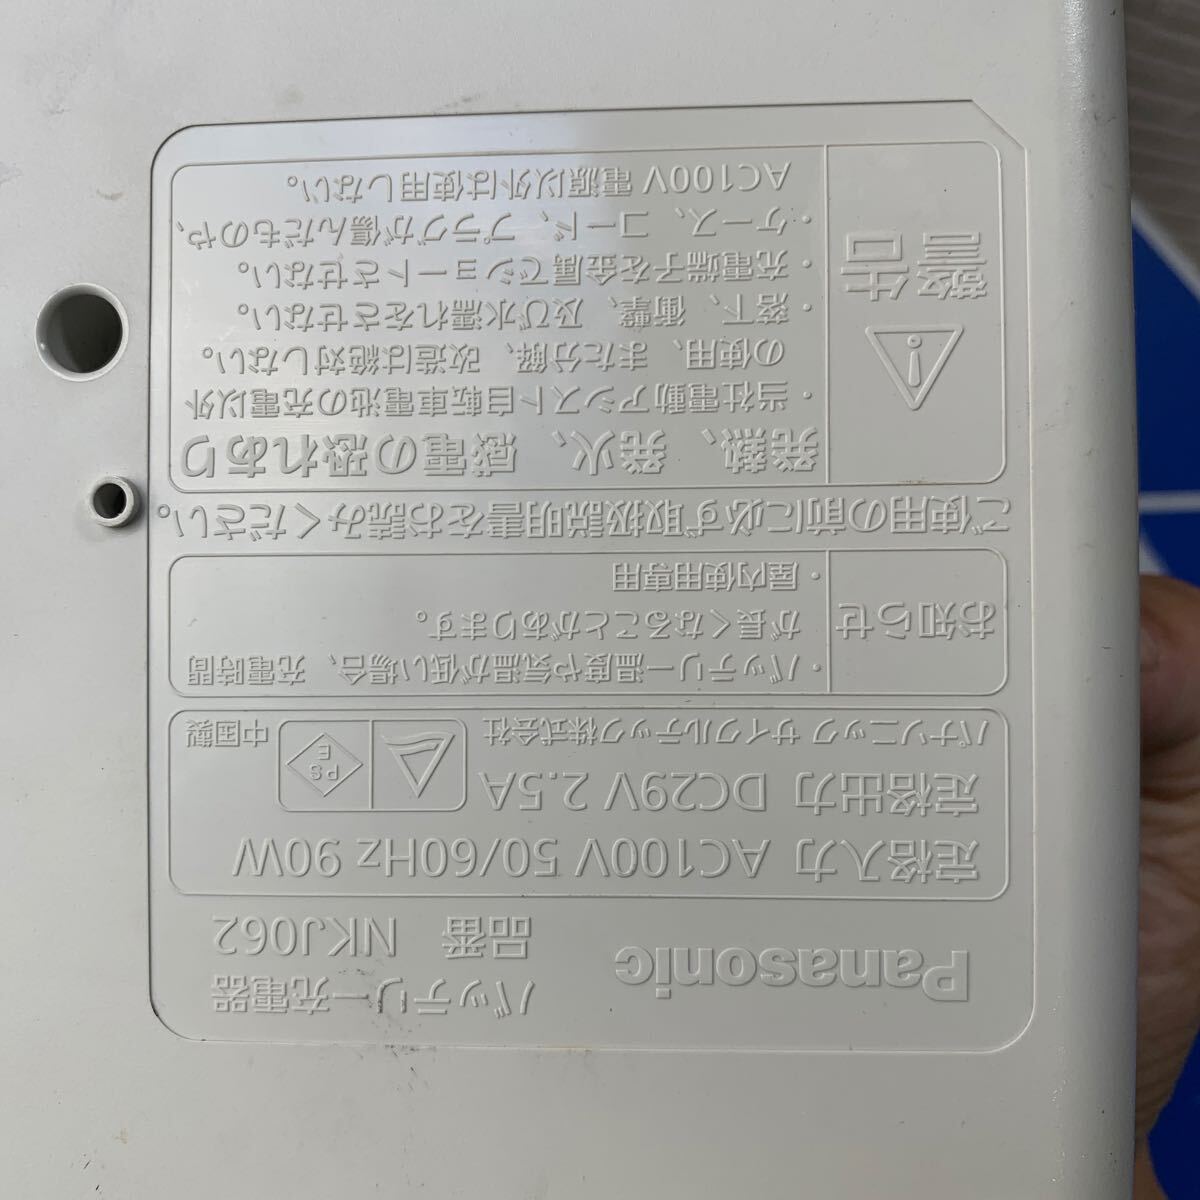 Panasonic
バッテリー充電器
品番 NKJ062
定格入力 AC100V 50/60Hz 90W
定格出力 DC29V 2.5A
PS
E
パナソニック サイクルテック株式会社
中国製
お知らせ
・バッテリー温度や気温が低い場合、充電時間
が長くなることがあります。
・屋内使用専用
ご使用の前に必ず取扱説明書をお読みください。
警告
発熱、発火、感電の恐れあり
・当社電動アシスト自転車電池の充電以外
の使用、また分解、改造は絶対しない。
・落下、衝撃、及び水濡れをさせない。
・充電端子を金属でショートさせない。
・ケース、コード、プラグが傷んだものや、
AC100V 電源以外は使用しない。